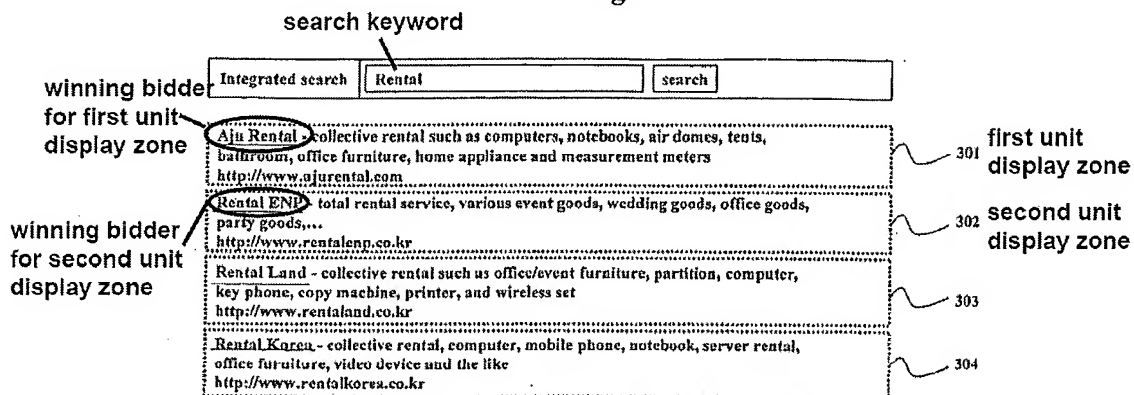 search keyword
Integrated search Rental search
winning bidder
for first unit
display zone
Aju Rental - collective rental such as computers, notebooks, air domes, tents,
bathroom, office furniture, home appliance and measurement meters
http://www.ajurental.com
301 first unit
display zone
Rental ENP - total rental service, various event goods, wedding goods, office goods,
party goods,...
http://www.rentalenp.co.kr
302 second unit
display zone
winning bidder
for second unit
display zone
Rental Land - collective rental such as office/event furniture, partition, computer,
key phone, copy machine, printer, and wireless set
http://www.rentaland.co.kr
303
Rental Korea - collective rental, computer, mobile phone, notebook, server rental,
office furniture, video device and the like
http://www.rentalkorea.co.kr
304